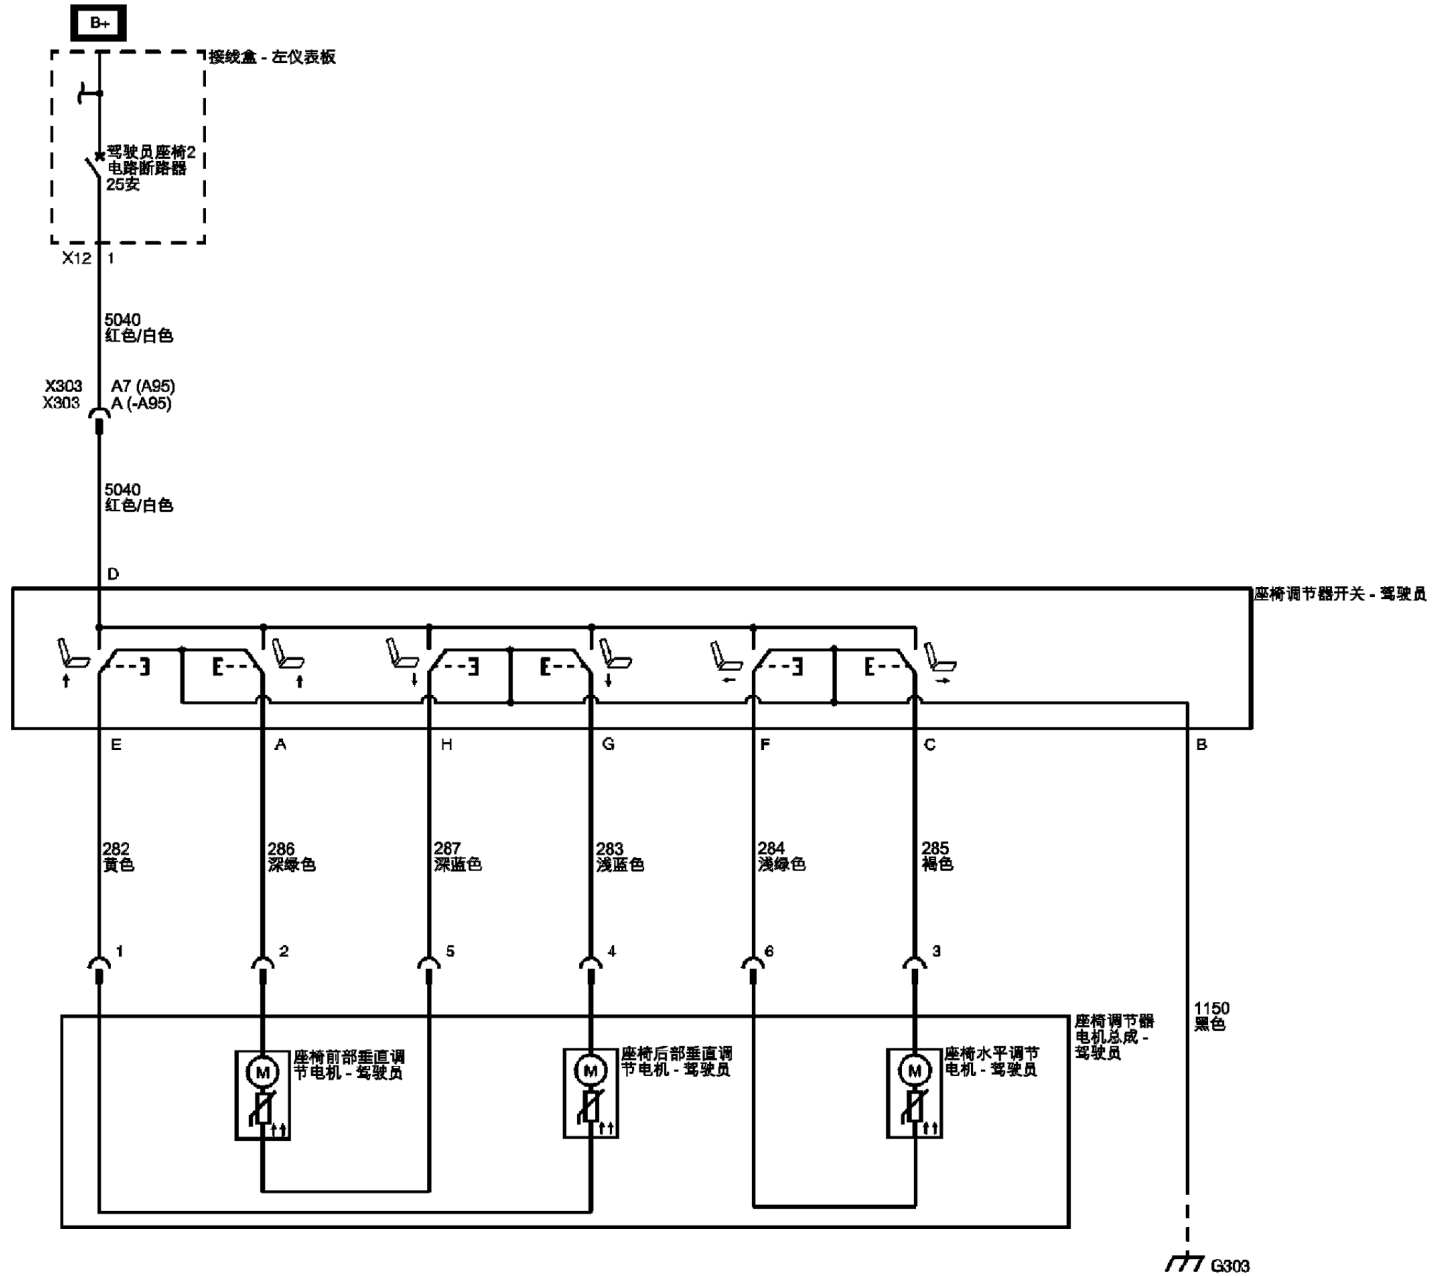 B+
接线盒 - 左仪表板
驾驶员座椅2
电路断路器
25安
X12 1
5040
红色/白色
X303 A7 (A95)
X303 A (-A95)
5040
红色/白色
D
座椅调节器开关 - 驾驶员
E A H G F C B
282 286 287 283 284 285
黄色 深绿色 深蓝色 浅蓝色 浅绿色 褐色
1 2 5 4 6 3
1150
黑色
座椅调节器
电机总成 -
驾驶员
座椅前部垂直调
节电机 - 驾驶员
座椅后部垂直调
节电机 - 驾驶员
座椅水平调节
电机 - 驾驶员
M M M
G303